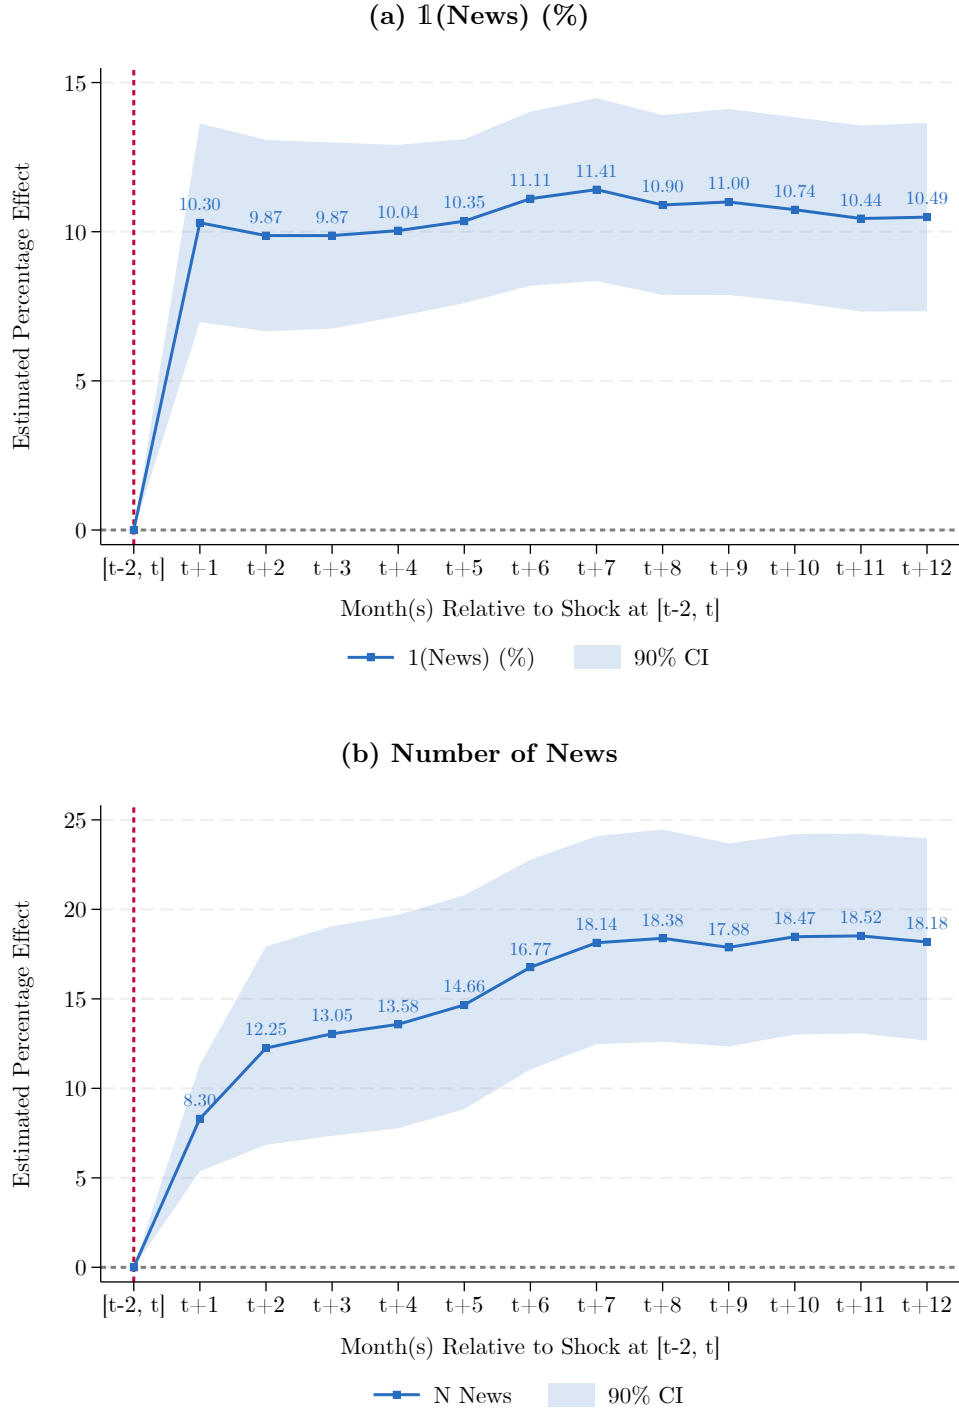 (a) 𝟙(News) (%)
Estimated Percentage Effect
15
10
5
0
10.30 9.87 9.87 10.04 10.35 11.11 11.41 10.90 11.00 10.74 10.44 10.49
[t-2, t] t+1 t+2 t+3 t+4 t+5 t+6 t+7 t+8 t+9 t+10 t+11 t+12
Month(s) Relative to Shock at [t-2, t]
1(News) (%) 90% CI
(b) Number of News
Estimated Percentage Effect
25
20
15
10
5
0
8.30 12.25 13.05 13.58 14.66 16.77 18.14 18.38 17.88 18.47 18.52 18.18
[t-2, t] t+1 t+2 t+3 t+4 t+5 t+6 t+7 t+8 t+9 t+10 t+11 t+12
Month(s) Relative to Shock at [t-2, t]
N News 90% CI